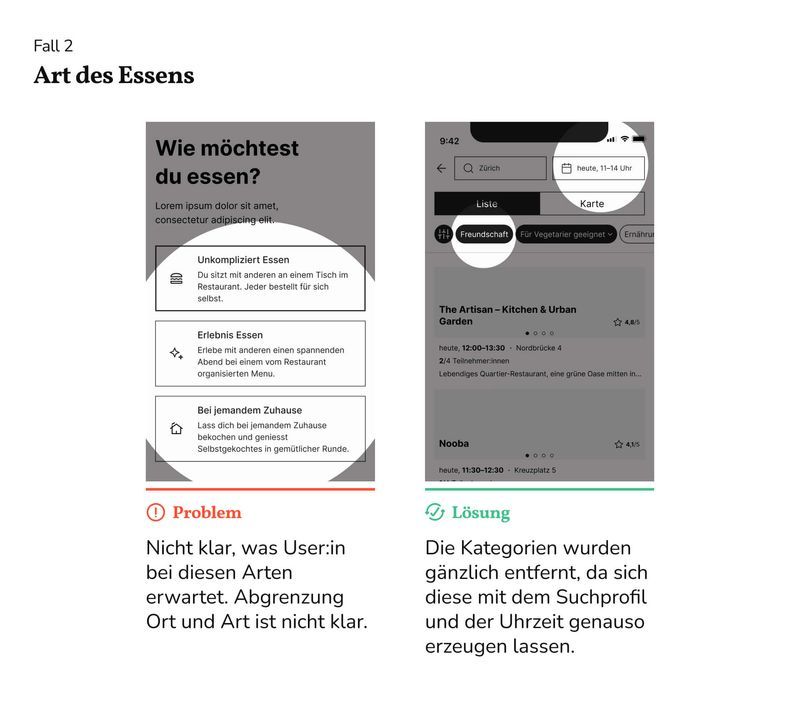 Fall 2
Art des Essens
Wie möchtest
du essen?
Lorem ipsum dolor sit amet,
consectetur adipiscing elit.
Unkompliziert Essen
Du sitzt mit anderen an einem Tisch im
Restaurant. Jeder bestellt für sich
selbst.
Erlebnis Essen
Erlebe mit anderen einen spannenden
Abend bei einem vom Restaurant
organisierten Menu.
Bei jemandem Zuhause
Lass dich bei jemandem Zuhause
bekochen und geniesst
Selbstgekochtes in gemütlicher Runde.
Problem
Nicht klar, was User:in
bei diesen Arten
erwartet. Abgrenzung
Ort und Art ist nicht klar.
9:42
Zürich
heute, 11–14 Uhr
Liste
Karte
Freundschaft
Für Vegetarier geeignet
Ernährun
The Artisan – Kitchen & Urban
Garden
4,8/5
heute, 12:00–13:30 · Nordbrücke 4
2/4 Teilnehmer:innen
Lebendiges Quartier-Restaurant, eine grüne Oase mitten in...
Nooba
4,1/5
heute, 11:30–12:30 · Kreuzplatz 5
Lösung
Die Kategorien wurden
gänzlich entfernt, da sich
diese mit dem Suchprofil
und der Uhrzeit genauso
erzeugen lassen.